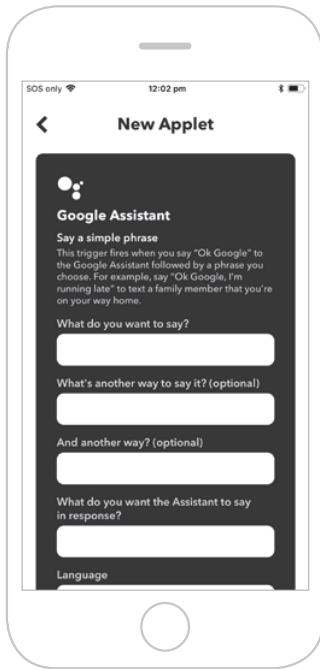 SOS only 12:02 pm
New Applet
Google Assistant
Say a simple phrase
This trigger fires when you say “Ok Google” to
the Google Assistant followed by a phrase you
choose. For example, say “Ok Google, I’m
running late” to text a family member that you’re
on your way home.
What do you want to say?
What's another way to say it? (optional)
And another way? (optional)
What do you want the Assistant to say
in response?
Language